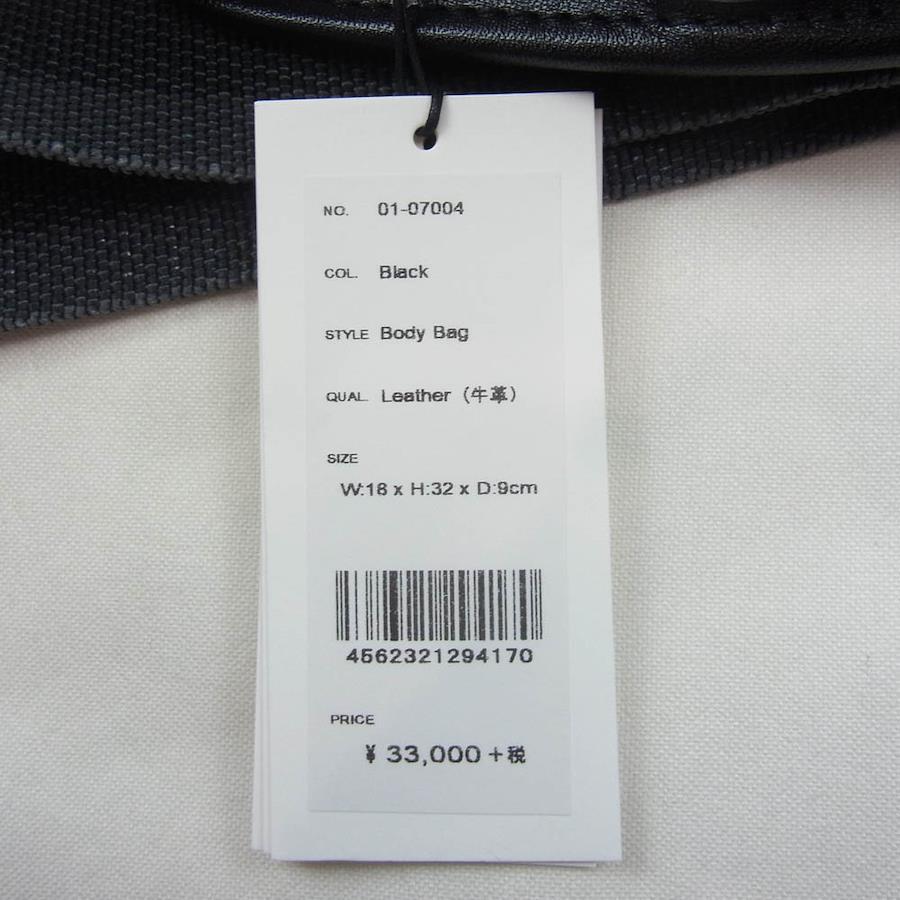 NO. 01-07004
COL. Black
STYLE Body Bag
QUAL. Leather (牛革)
SIZE
W:18 x H:32 x D:9cm
4562321294170
PRICE
¥ 33,000+税